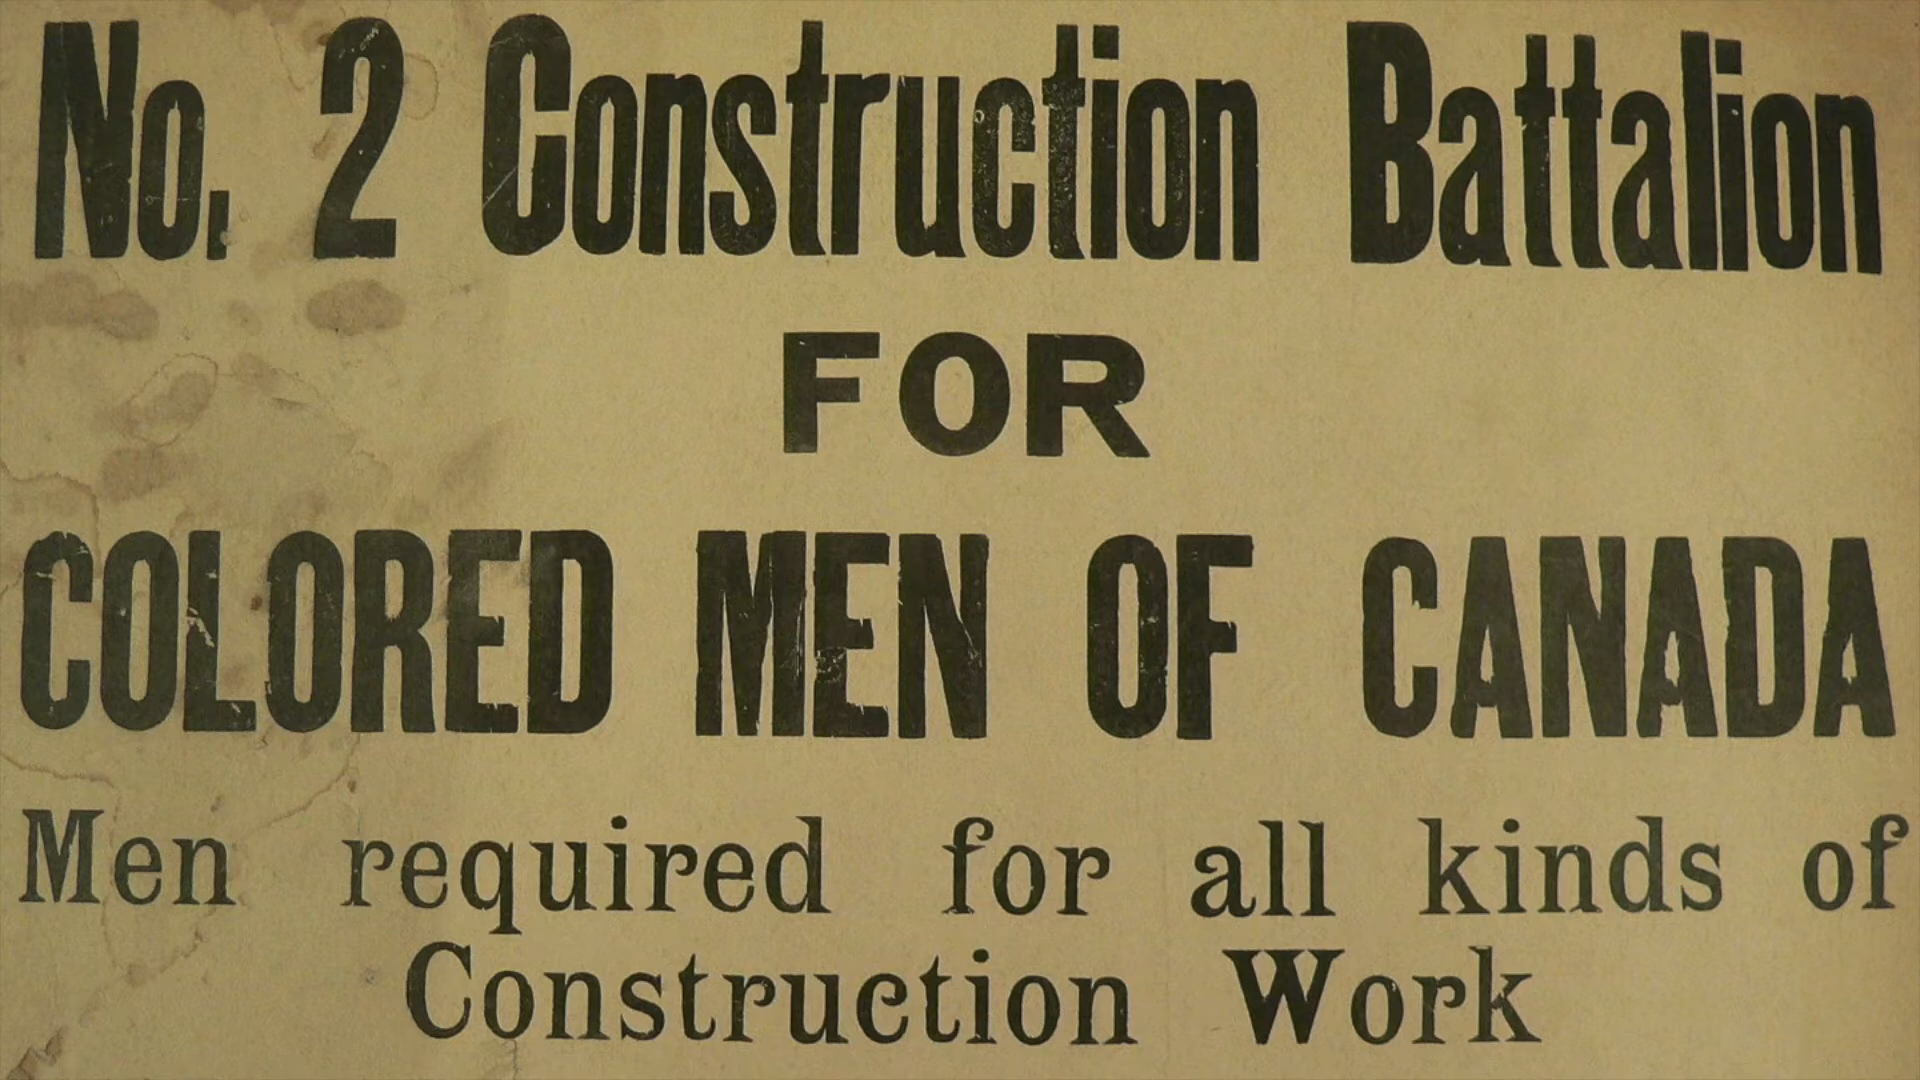 No. 2 Construction Battalion
FOR
COLORED MEN OF CANADA
Men required for all kinds of
Construction Work